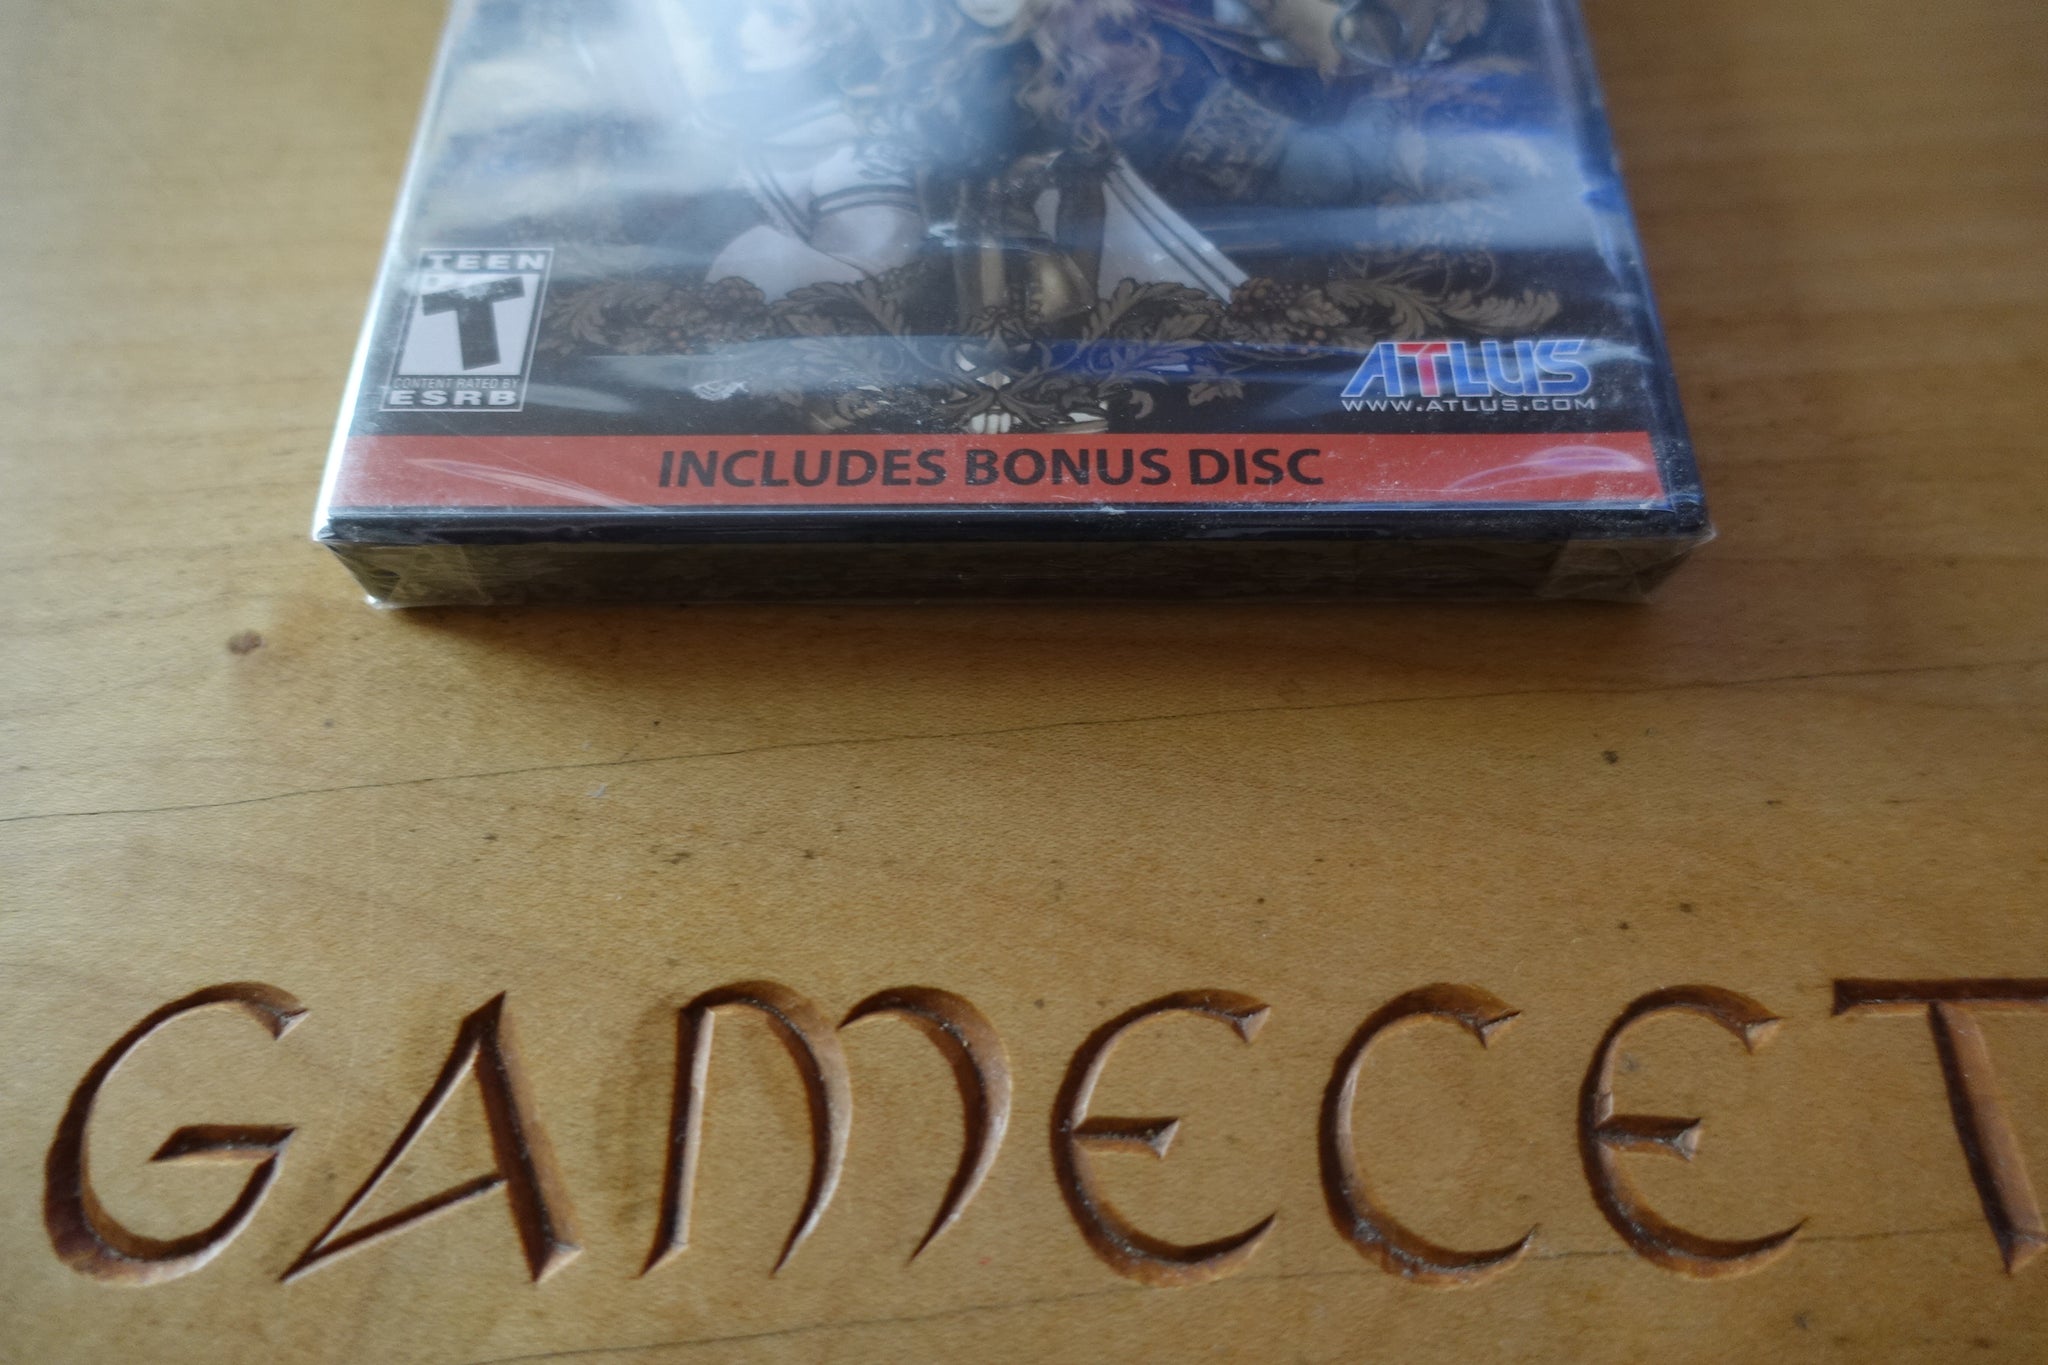 TEEN
T
CONTENT RATED BY
ESRB
ATLUS
WWW.ATLUS.COM
INCLUDES BONUS DISC
GAMECET